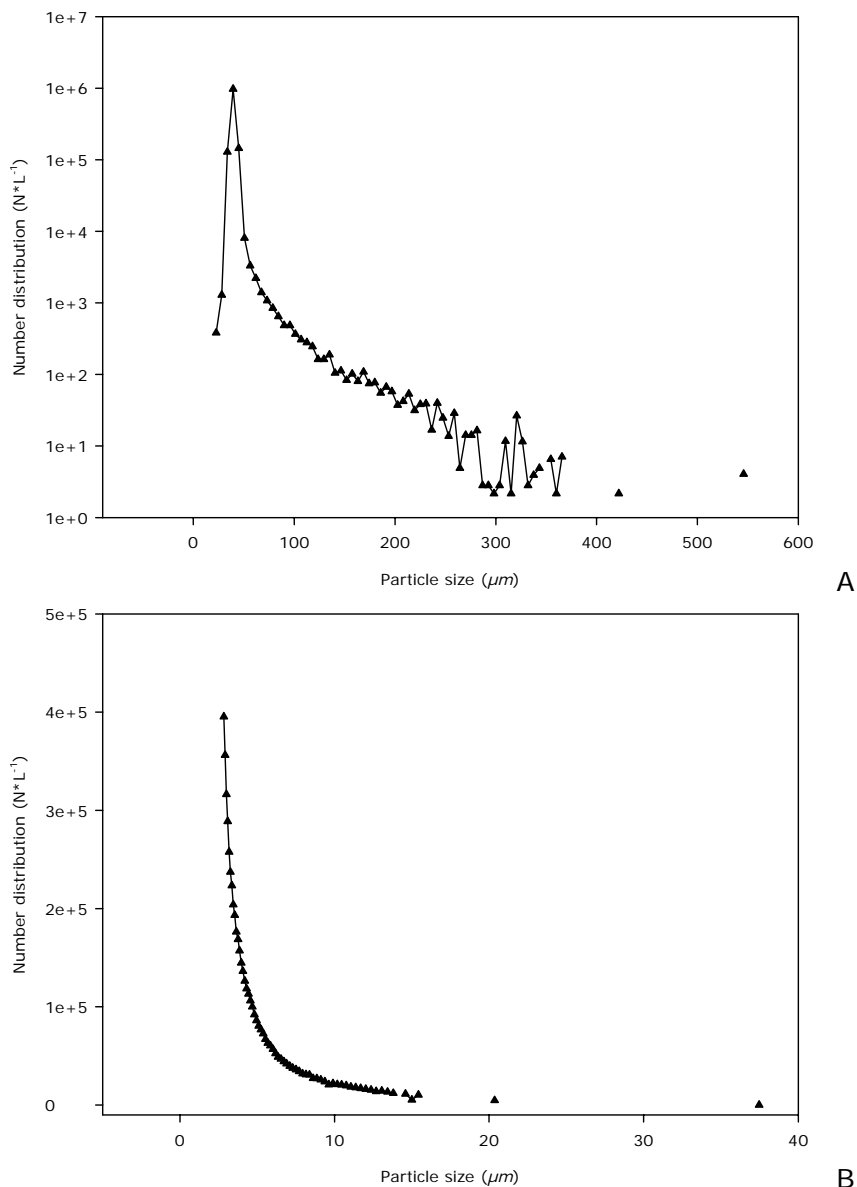 1e+7
1e+6
1e+5
1e+4
1e+3
1e+2
1e+1
1e+0
Number distribution (N*L⁻¹)
0 100 200 300 400 500 600
Particle size (µm)
A
5e+5
4e+5
3e+5
2e+5
1e+5
0
Number distribution (N*L⁻¹)
0 10 20 30 40
Particle size (µm)
B